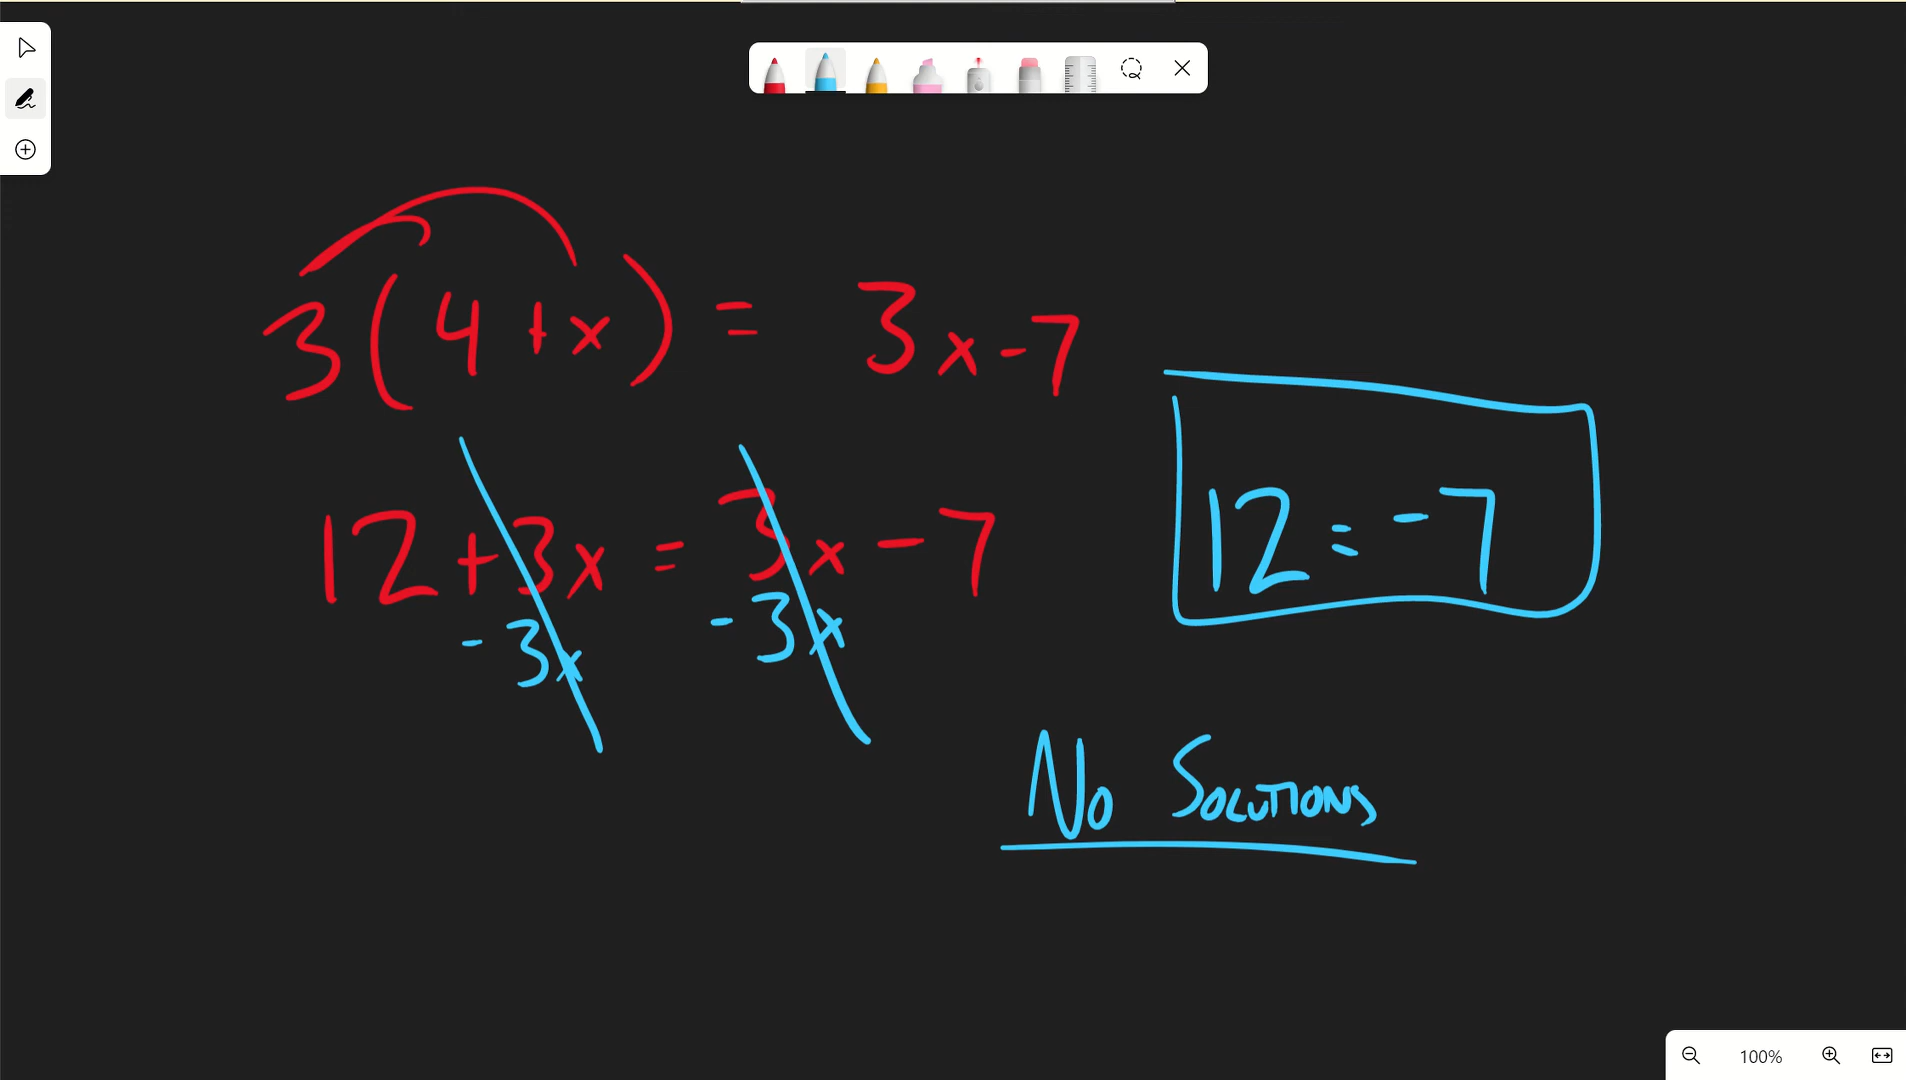 3(4+x) = 3x-7
12+3x = 3x-7
-3x -3x
12 = -7
No SOLUTIONS
100%